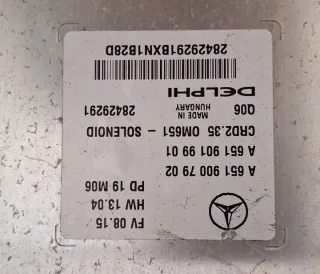 FV 08.15
HW 13.04
PD 19 M06
A 651 900 79 02
A 651 901 99 01
CRD2.35 OM651 - SOLENOID
Q06 MADE IN HUNGARY 28429291
DELPHI
28429291BXN1B28D